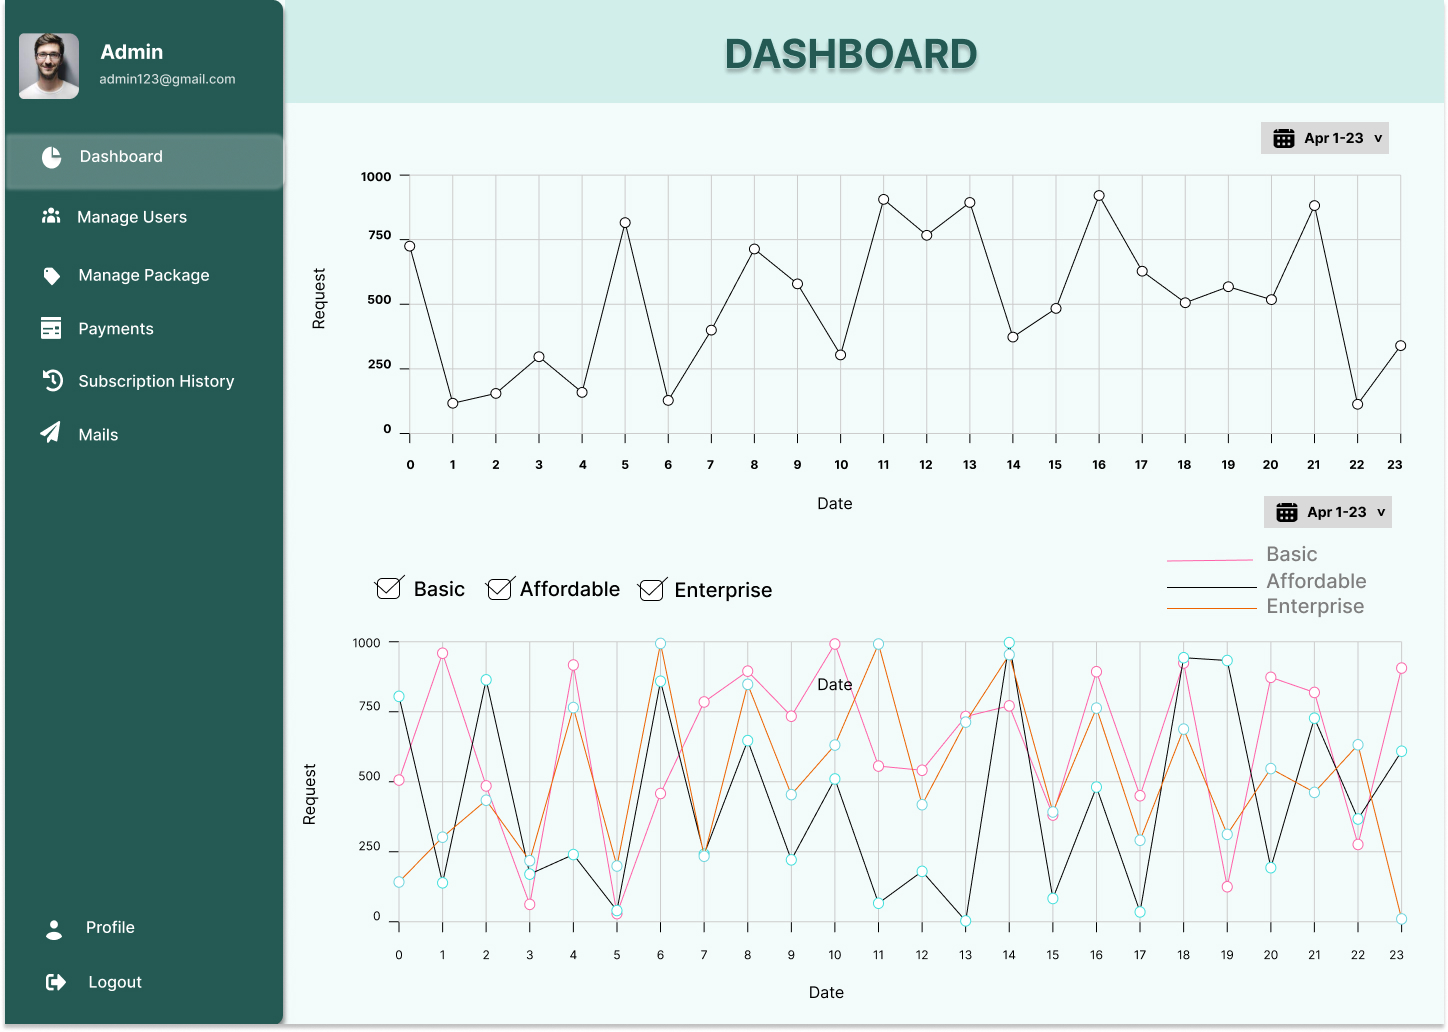 Admin
admin123@gmail.com
Dashboard
Manage Users
Manage Package
Payments
Subscription History
Mails
Profile
Logout
DASHBOARD
Apr 1-23 v
1000
750
500
250
0
Request
0 1 2 3 4 5 6 7 8 9 10 11 12 13 14 15 16 17 18 19 20 21 22 23
Date
Apr 1-23 v
Basic
Affordable
Enterprise
Basic Affordable Enterprise
1000
750
500
250
0
Date
Request
0 1 2 3 4 5 6 7 8 9 10 11 12 13 14 15 16 17 18 19 20 21 22 23
Date